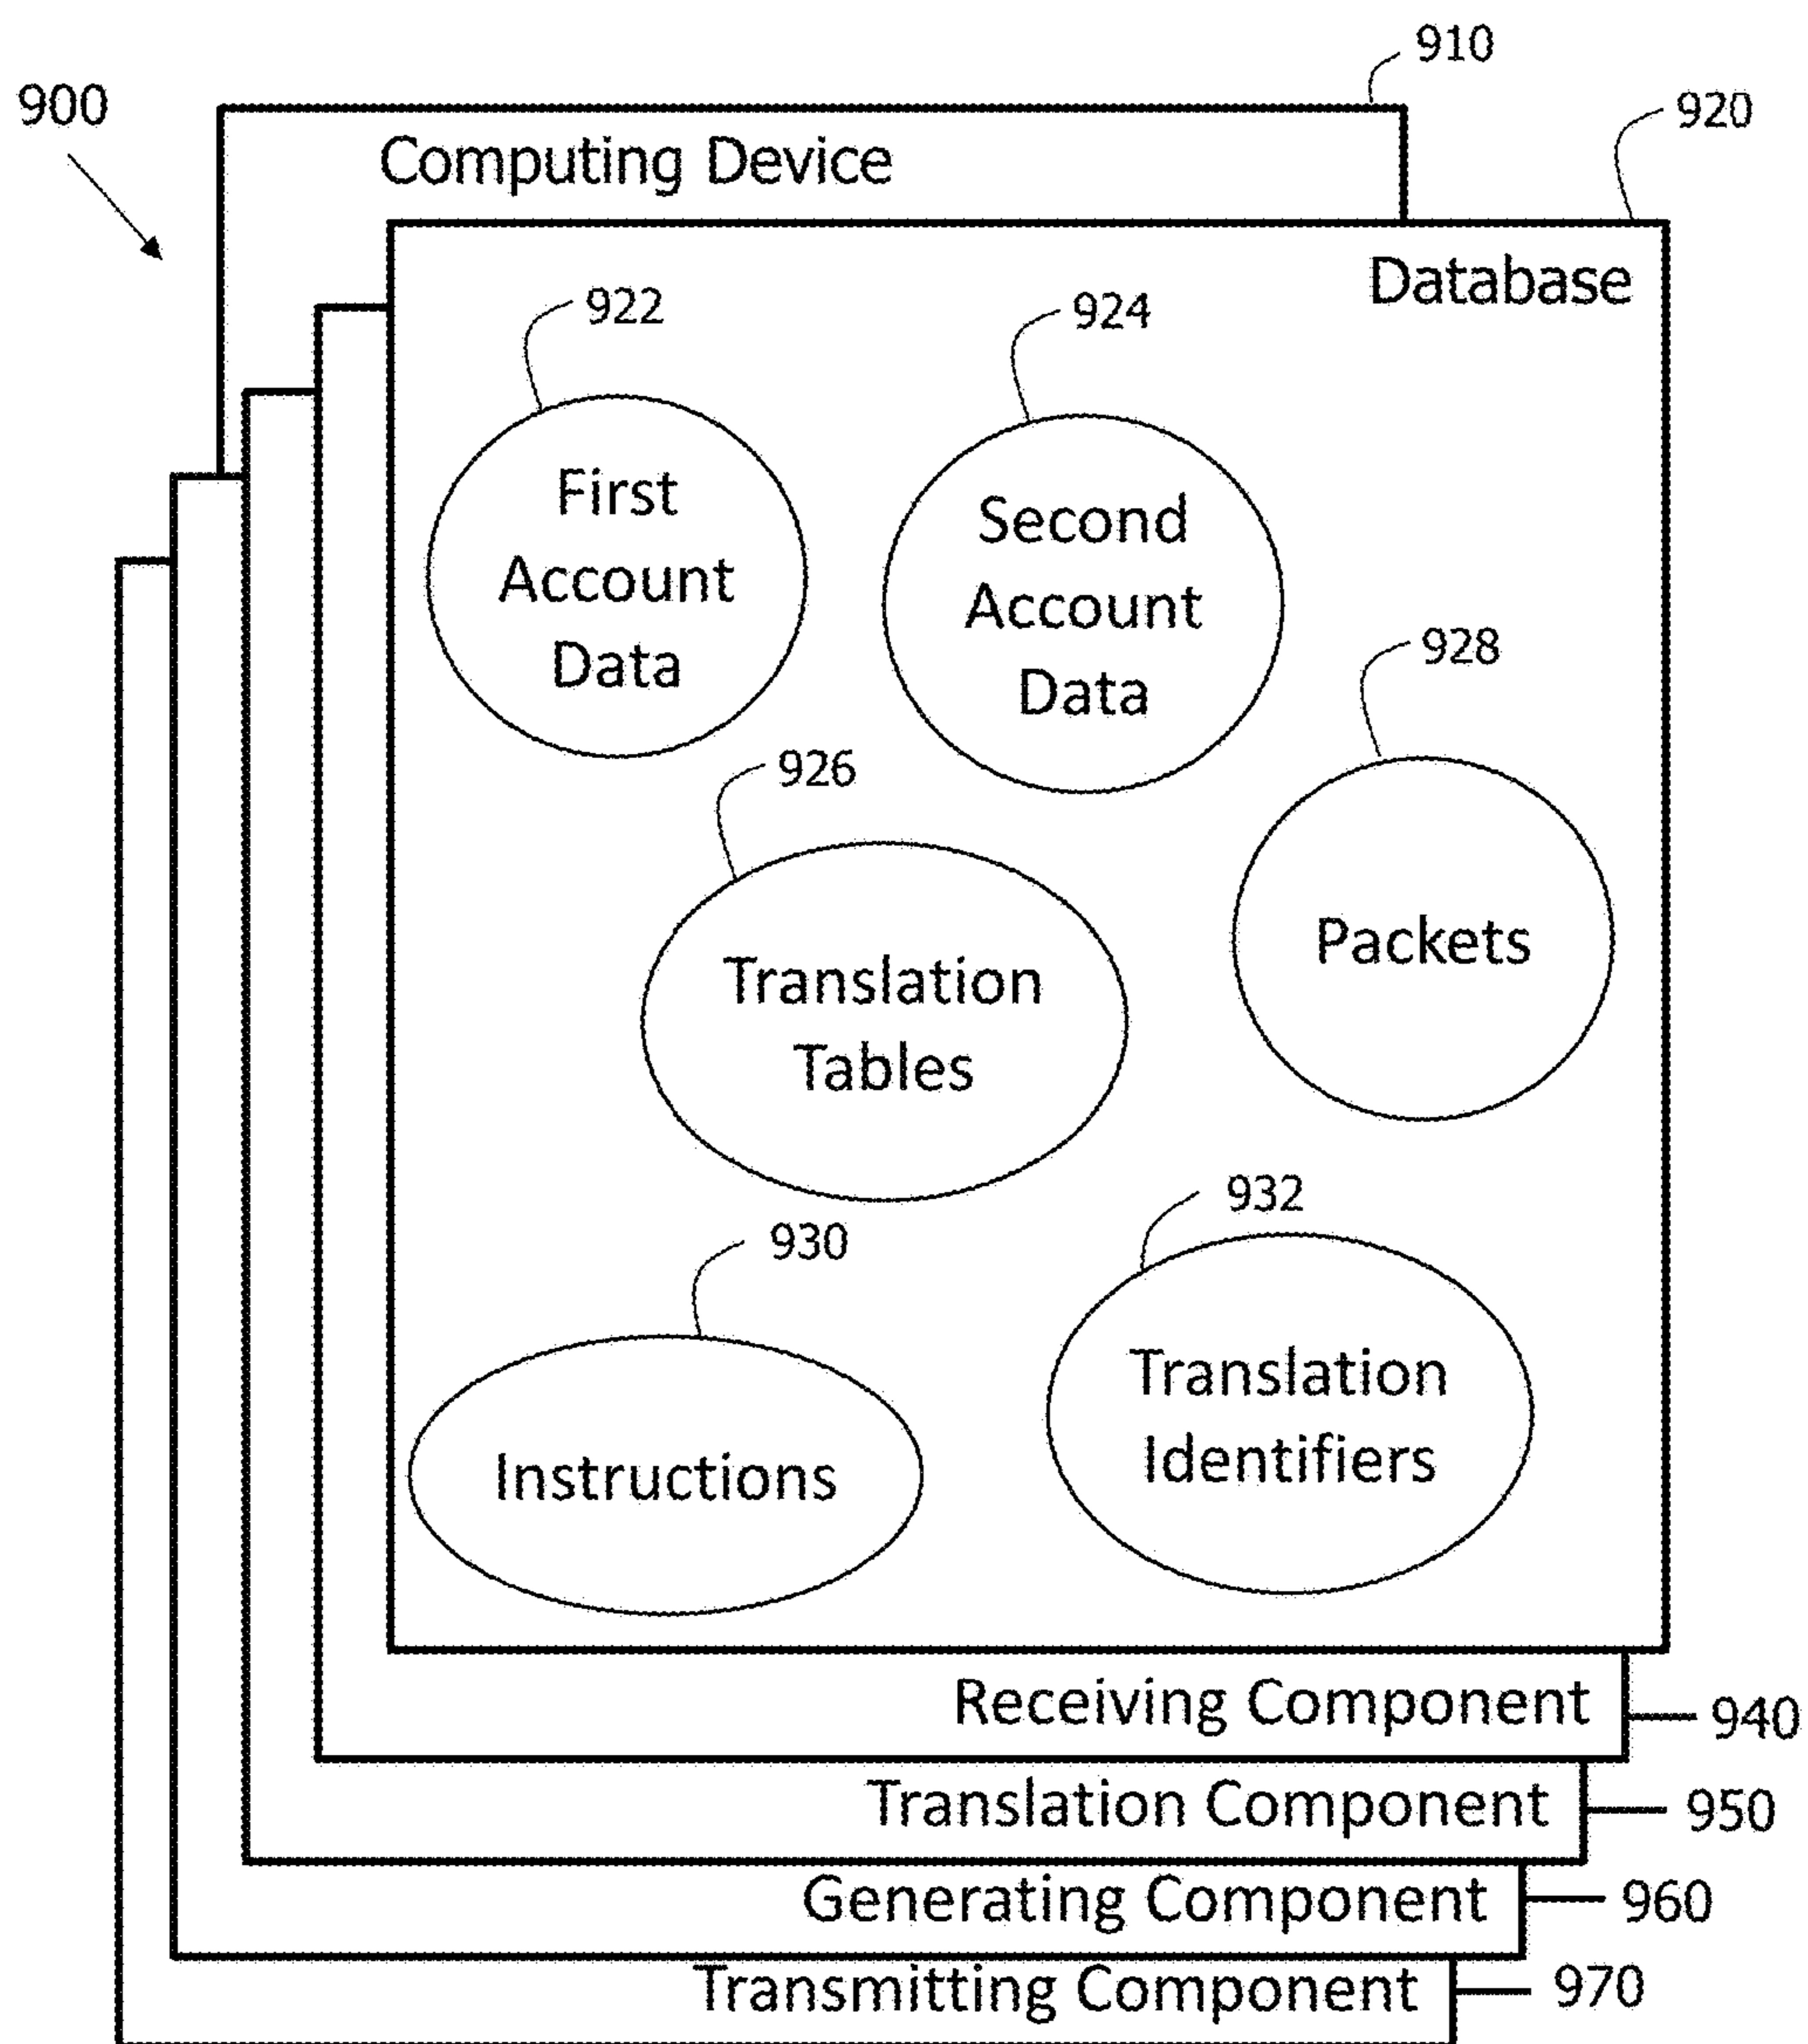 910
900
920
Computing Device
Database
922
924
First
Account
Data
Second
Account
Data
928
926
Packets
Translation
Tables
932
930
Translation
Identifiers
Instructions
Receiving Component
940
Translation Component
950
Generating Component
960
Transmitting Component
970